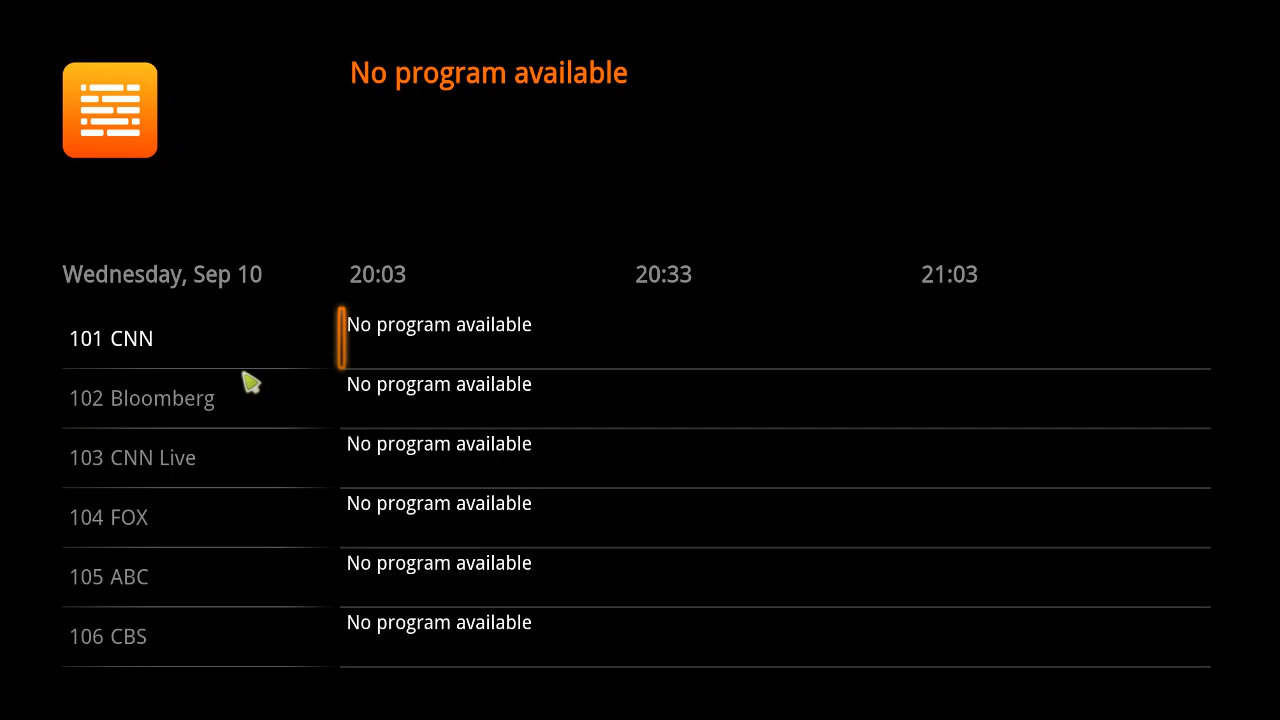 No program available
Wednesday, Sep 10 20:03 20:33 21:03
101 CNN No program available
102 Bloomberg No program available
103 CNN Live No program available
104 FOX No program available
105 ABC No program available
106 CBS No program available